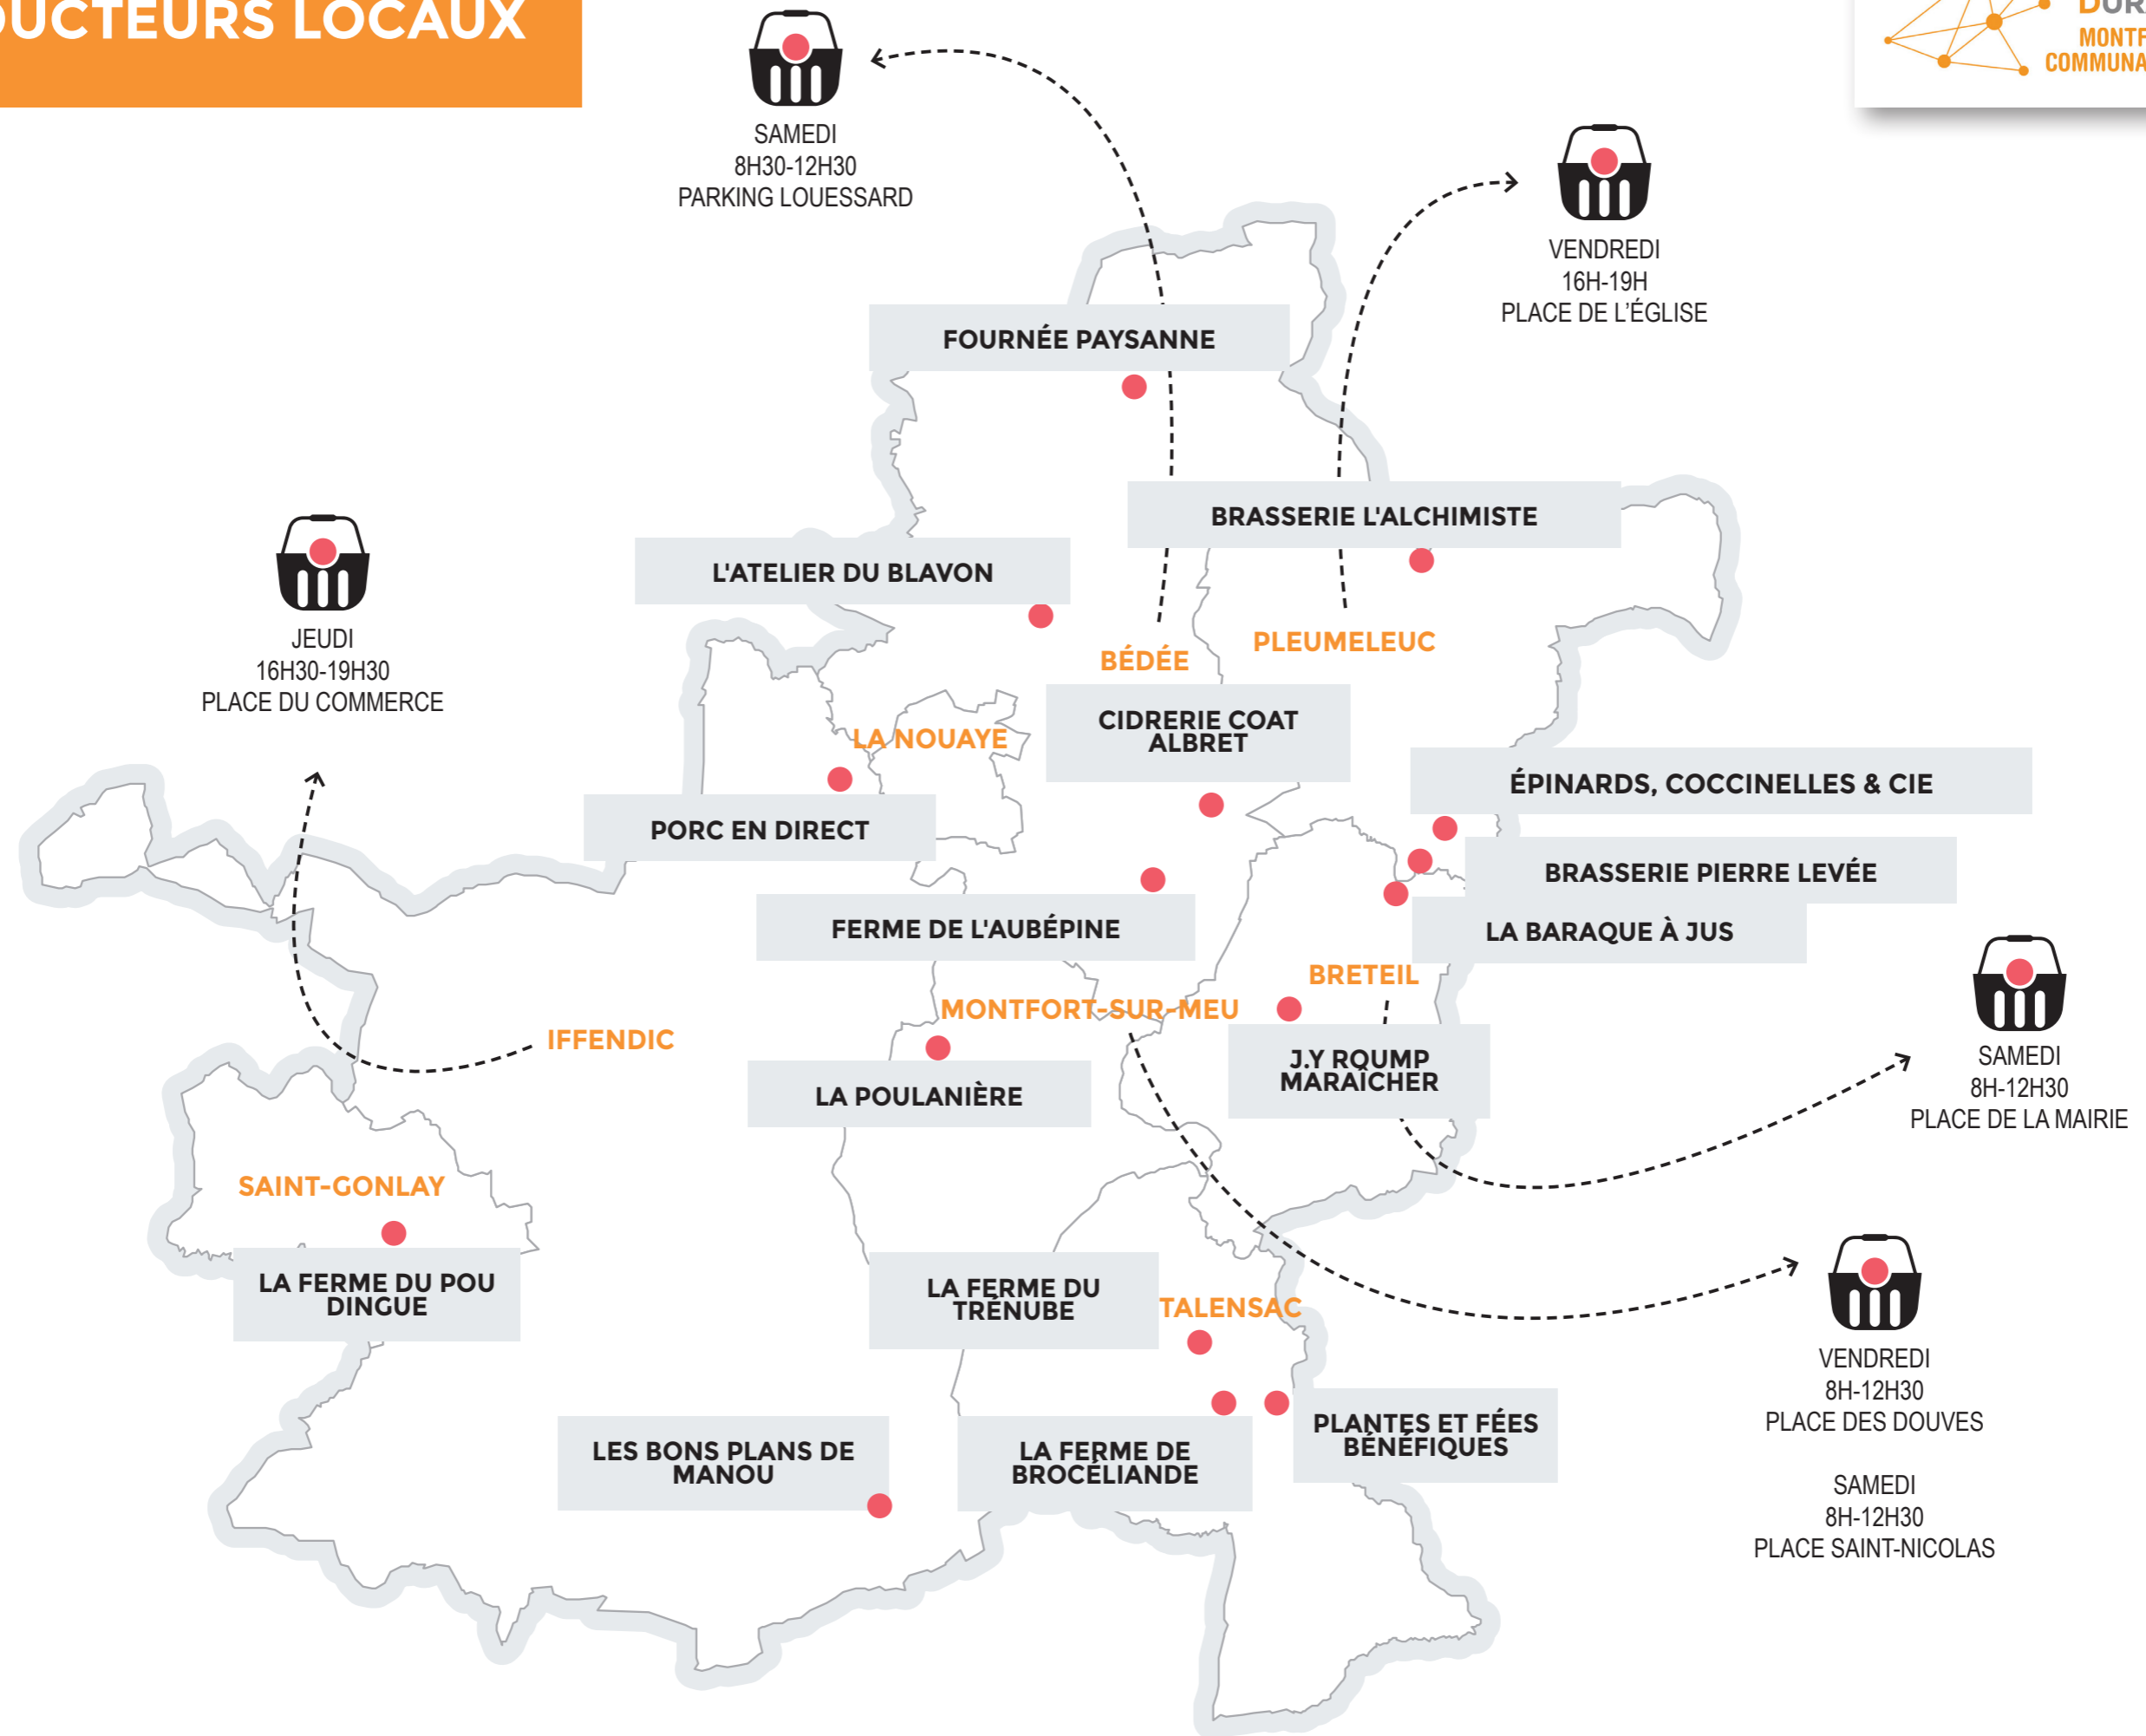 DUCTEURS LOCAUX
MONTF
COMMUNA
SAMEDI
8H30-12H30
PARKING LOUESSARD
VENDREDI
16H-19H
PLACE DE L'ÉGLISE
FOURNÉE PAYSANNE
BRASSERIE L'ALCHIMISTE
L'ATELIER DU BLAVON
JEUDI
16H30-19H30
PLACE DU COMMERCE
BÉDÉE
PLEUMELEUC
CIDRERIE COAT
ALBRET
LA NOUAYE
ÉPINARDS, COCCINELLES & CIE
PORC EN DIRECT
BRASSERIE PIERRE LEVÉE
FERME DE L'AUBÉPINE
LA BARAQUE À JUS
BRETEIL
MONTFORT-SUR-MEU
IFFENDIC
J.Y ROUMP
MARAÎCHER
SAMEDI
8H-12H30
PLACE DE LA MAIRIE
LA POULANIÈRE
SAINT-GONLAY
LA FERME DU POU
DINGUE
LA FERME DU
TRÉNUBE
TALENSAC
VENDREDI
8H-12H30
PLACE DES DOUVES
SAMEDI
8H-12H30
PLACE SAINT-NICOLAS
LES BONS PLANS DE
MANOU
LA FERME DE
BROCÉLIANDE
PLANTES ET FÉES
BÉNÉFIQUES